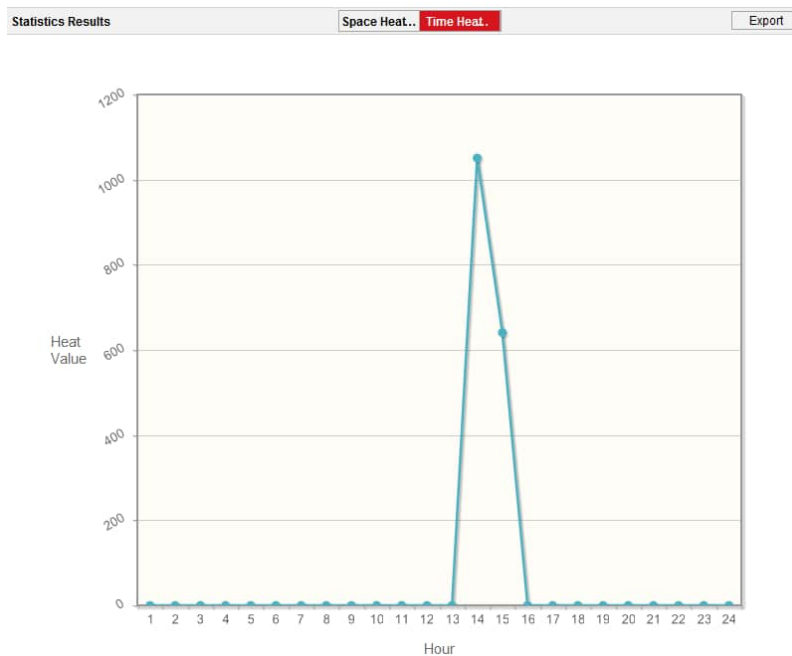 Statistics Results Space Heat... Time Heat.. Export
1200
1000
800
600
400
200
0
Heat
Value
1 2 3 4 5 6 7 8 9 10 11 12 13 14 15 16 17 18 19 20 21 22 23 24
Hour